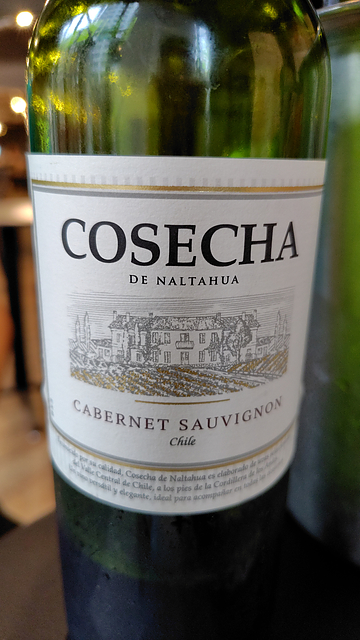 COSECHA
DE NALTAHUA
CABERNET SAUVIGNON
Chile
por su calidad, Cosecha de Naltahua es elaborado
del Valle Central de Chile, a los pies de la Cordillera de los
y elegante, ideal para acompañar